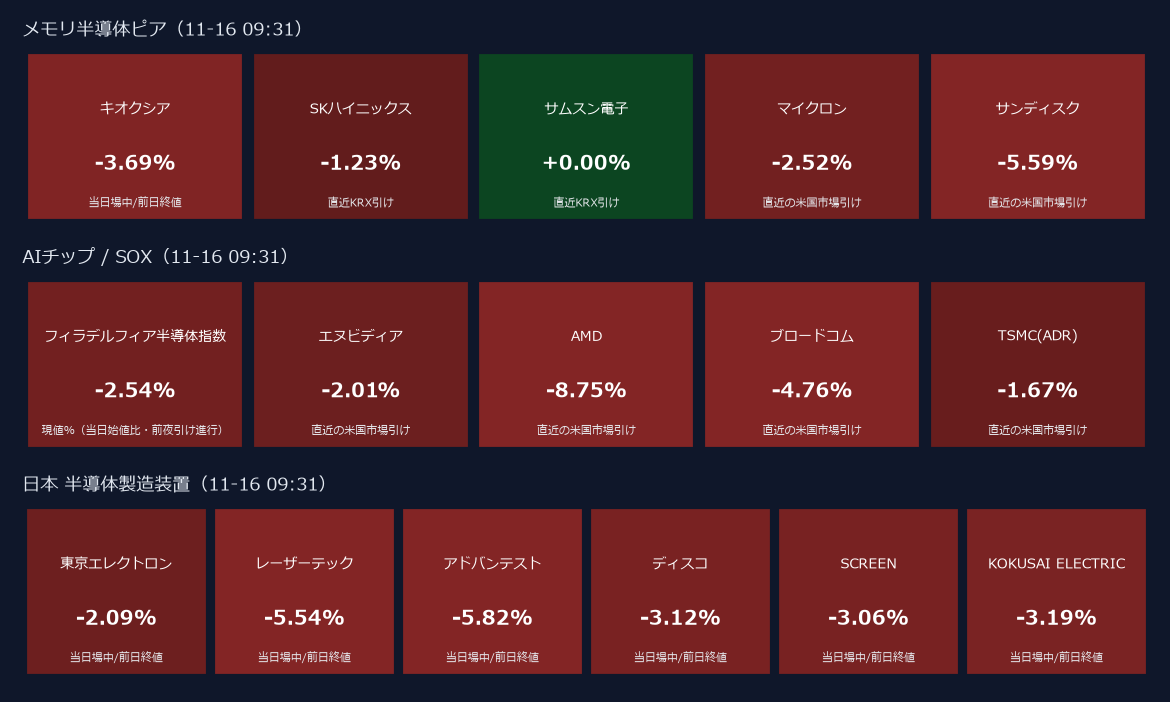 メモリ半導体ピア（11-16 09:31）
キオクシア
-3.69%
当日場中/前日終値
SKハイニックス
-1.23%
直近KRX引け
サムスン電子
+0.00%
直近KRX引け
マイクロン
-2.52%
直近の米国市場引け
サンディスク
-5.59%
直近の米国市場引け
AIチップ / SOX（11-16 09:31）
フィラデルフィア半導体指数
-2.54%
現値%（当日始値比・前夜引け進行）
エヌビディア
-2.01%
直近の米国市場引け
AMD
-8.75%
直近の米国市場引け
ブロードコム
-4.76%
直近の米国市場引け
TSMC(ADR)
-1.67%
直近の米国市場引け
日本 半導体製造装置（11-16 09:31）
東京エレクトロン
-2.09%
当日場中/前日終値
レーザーテック
-5.54%
当日場中/前日終値
アドバンテスト
-5.82%
当日場中/前日終値
ディスコ
-3.12%
当日場中/前日終値
SCREEN
-3.06%
当日場中/前日終値
KOKUSAI ELECTRIC
-3.19%
当日場中/前日終値